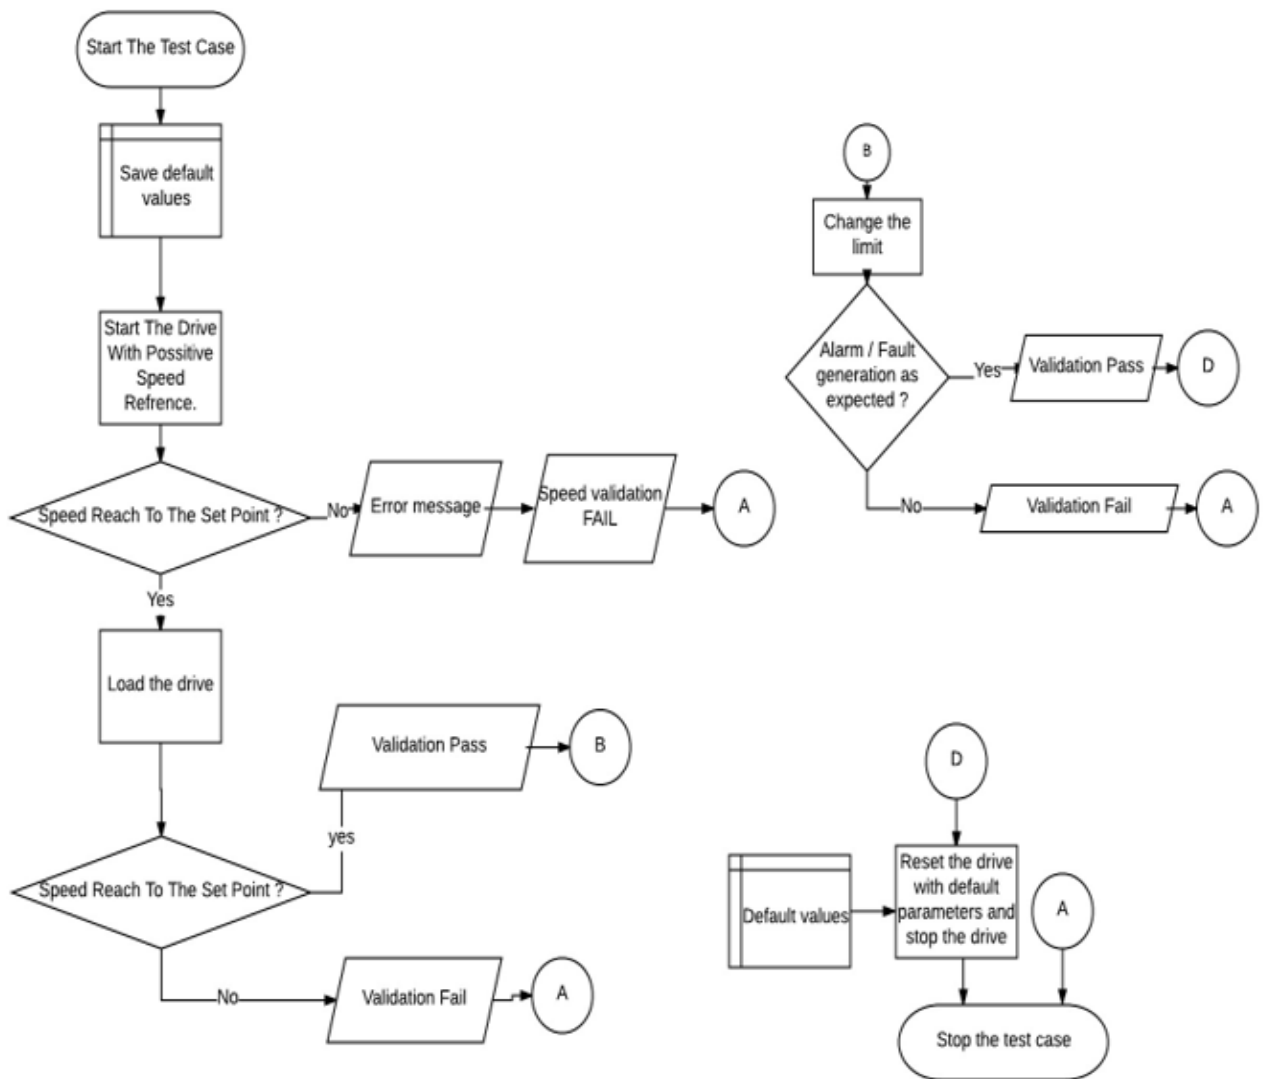 Start The Test Case
Save default
values
Start The Drive
With Possitive
Speed
Refrence.
Speed Reach To The Set Point ?
No
Error message
Speed validation
FAIL
A
Yes
Load the drive
Validation Pass
B
yes
Speed Reach To The Set Point ?
No
Validation Fail
A
B
Change the
limit
Alarm / Fault
generation as
expected ?
Yes
Validation Pass
D
No
Validation Fail
A
D
Default values
Reset the drive
with default
parameters and
stop the drive
A
Stop the test case